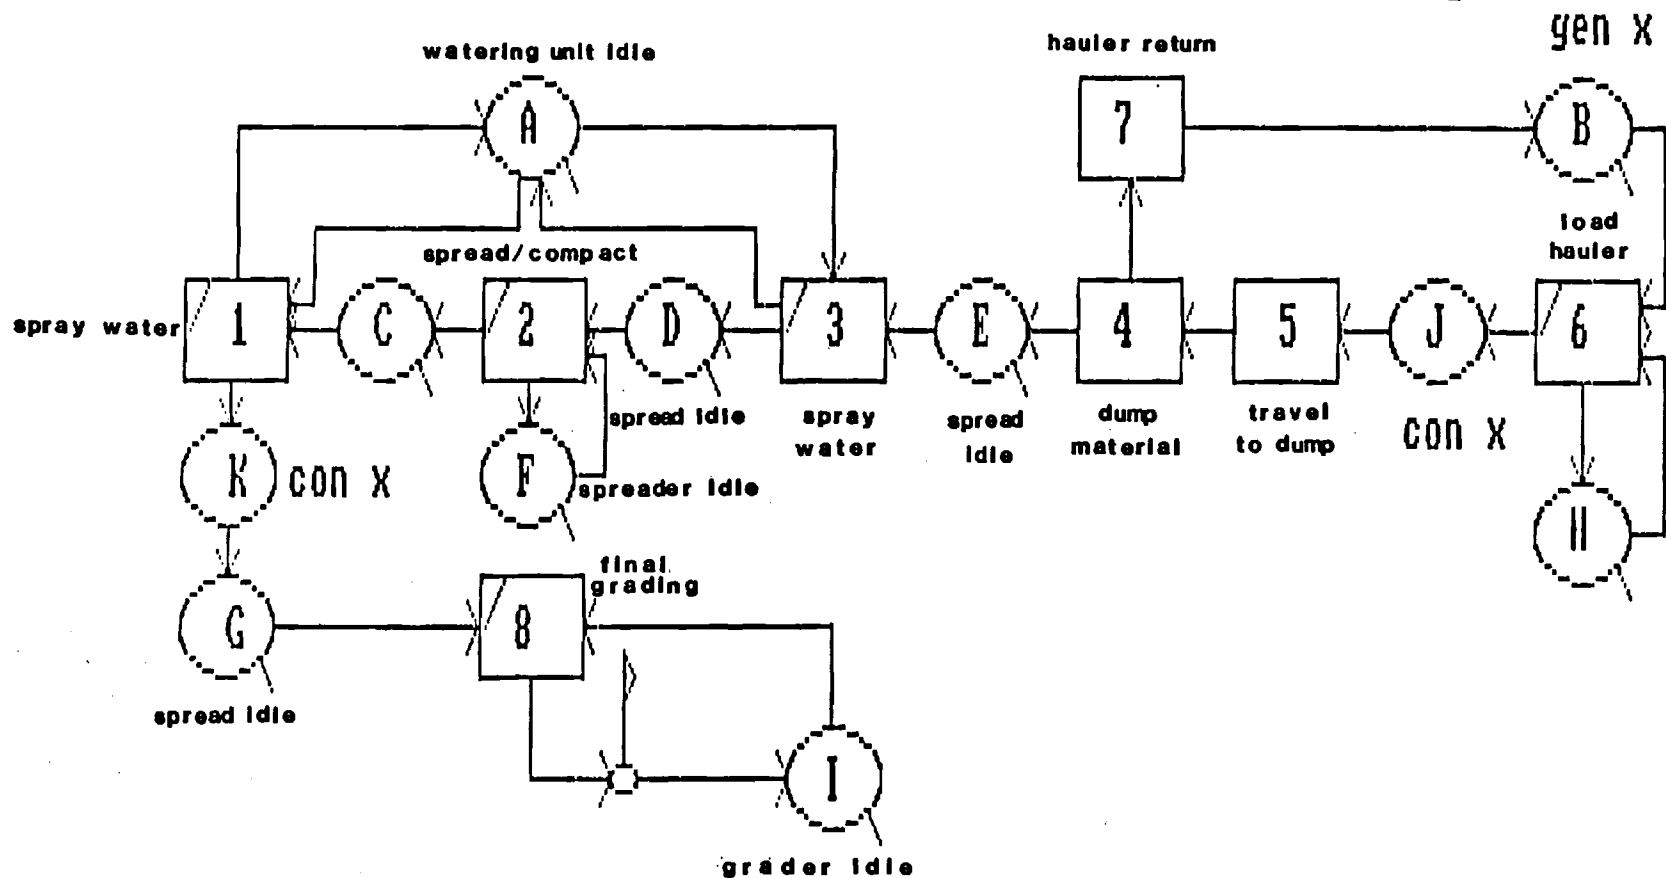 gen x
hauler return
watering unit idle
A
7
B
load
hauler
spread/compact
spray water
1
C
2
D
3
E
4
5
J
6
spread idle
spray
water
spread
idle
dump
material
travel
to dump
con x
K
con x
F
spreader idle
H
final
grading
G
8
spread idle
I
grader idle